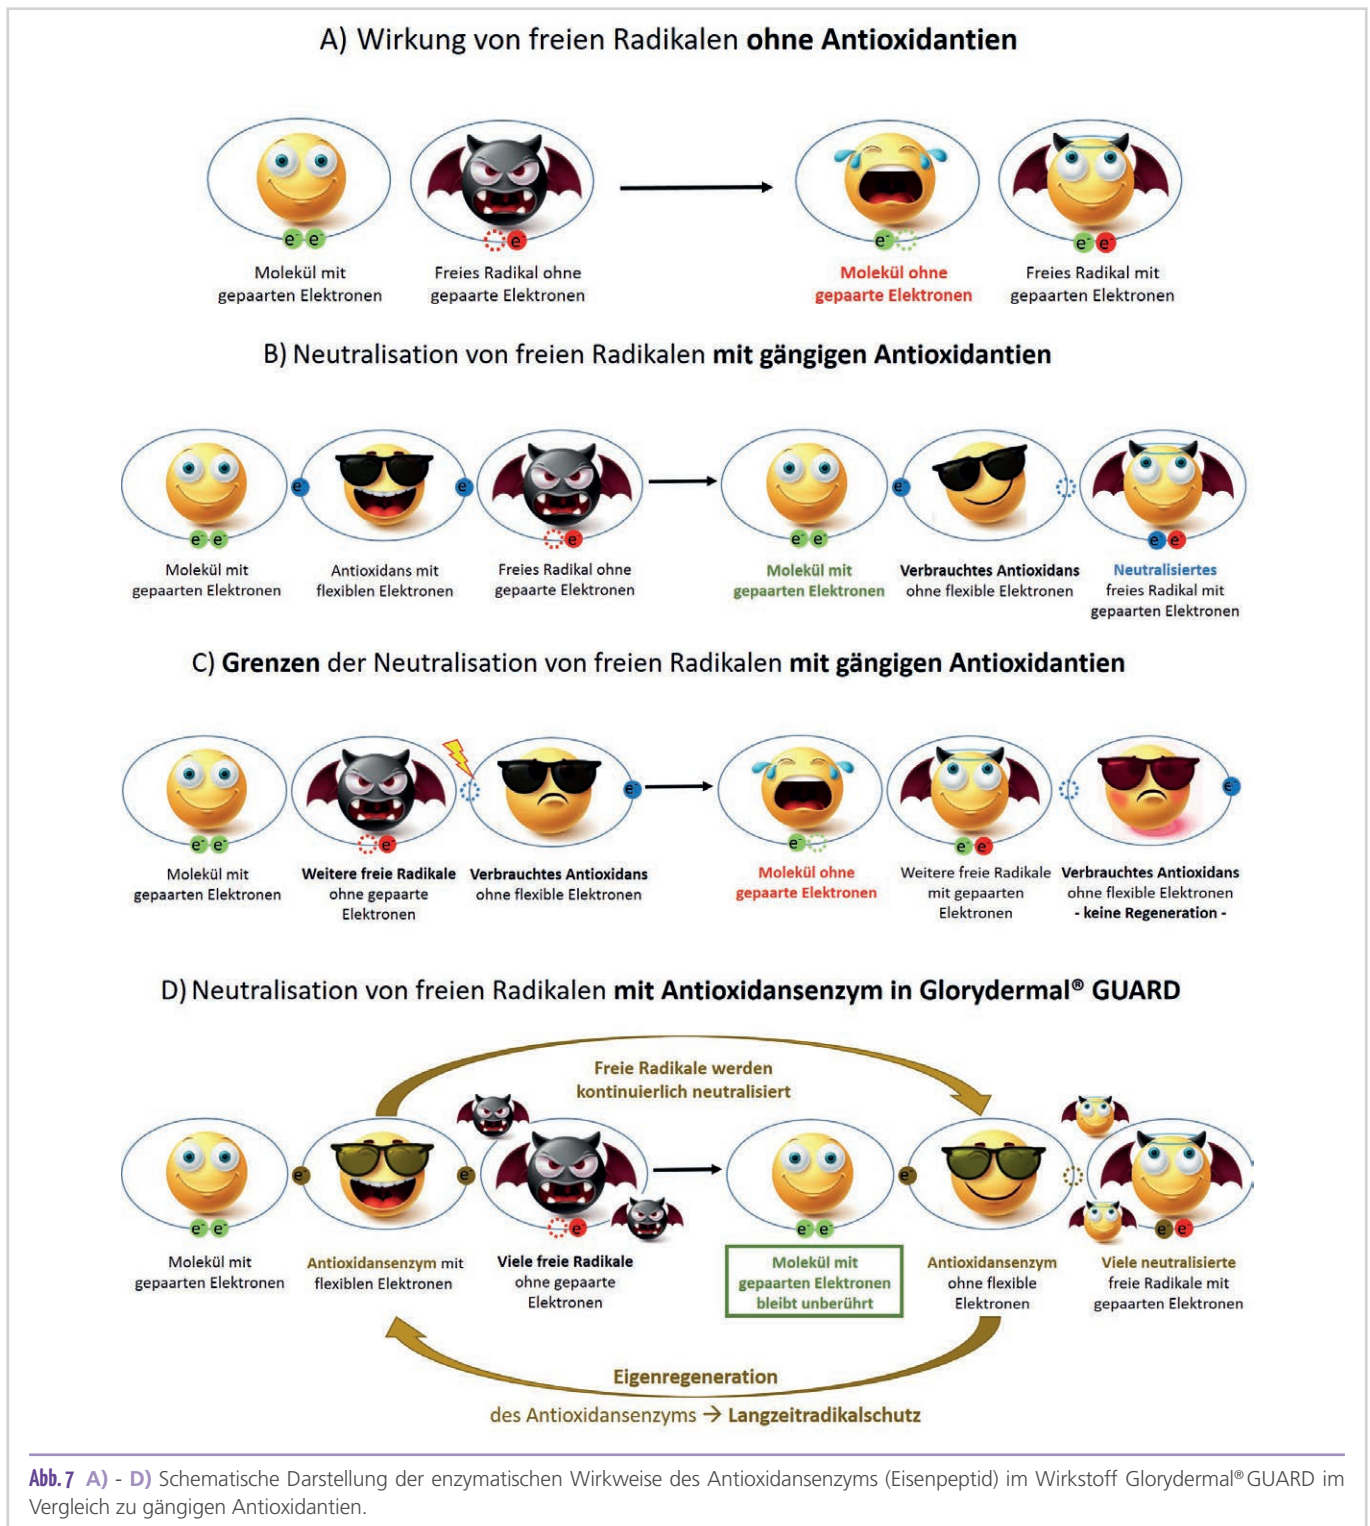 A) Wirkung von freien Radikalen ohne Antioxidantien
e⁻ e⁻
e⁻
e⁻
e⁻ e⁻
Molekül mit
gepaarten Elektronen
Freies Radikal ohne
gepaarte Elektronen
Molekül ohne
gepaarte Elektronen
Freies Radikal mit
gepaarten Elektronen
B) Neutralisation von freien Radikalen mit gängigen Antioxidantien
e⁻
e⁻
e⁻
e⁻ e⁻
e⁻
e⁻ e⁻
e⁻ e⁻
Molekül mit
gepaarten Elektronen
Antioxidans mit
flexiblen Elektronen
Freies Radikal ohne
gepaarte Elektronen
Molekül mit
gepaarten Elektronen
Verbrauchtes Antioxidans
ohne flexible Elektronen
Neutralisiertes
freies Radikal mit
gepaarten Elektronen
C) Grenzen der Neutralisation von freien Radikalen mit gängigen Antioxidantien
e⁻
e⁻
e⁻ e⁻
e⁻
e⁻
e⁻ e⁻
Molekül mit
gepaarten Elektronen
Weitere freie Radikale
ohne gepaarte
Elektronen
Verbrauchtes Antioxidans
ohne flexible Elektronen
Molekül ohne
gepaarte Elektronen
Weitere freie Radikale
mit gepaarten
Elektronen
Verbrauchtes Antioxidans
ohne flexible Elektronen
- keine Regeneration -
D) Neutralisation von freien Radikalen mit Antioxidansenzym in Glorydermal® GUARD
Freie Radikale werden
kontinuierlich neutralisiert
e⁻
e⁻
e⁻
e⁻ e⁻
e⁻
e⁻ e⁻
e⁻ e⁻
Molekül mit
gepaarten Elektronen
Antioxidansenzym mit
flexiblen Elektronen
Viele freie Radikale
ohne gepaarte
Elektronen
Molekül mit
gepaarten Elektronen
bleibt unberührt
Antioxidansenzym
ohne flexible
Elektronen
Viele neutralisierte
freie Radikale mit
gepaarten Elektronen
Eigenregeneration
des Antioxidansenzyms → Langzeitradikalschutz
Abb. 7 A) - D) Schematische Darstellung der enzymatischen Wirkweise des Antioxidansenzyms (Eisenpeptid) im Wirkstoff Glorydermal® GUARD im
Vergleich zu gängigen Antioxidantien.